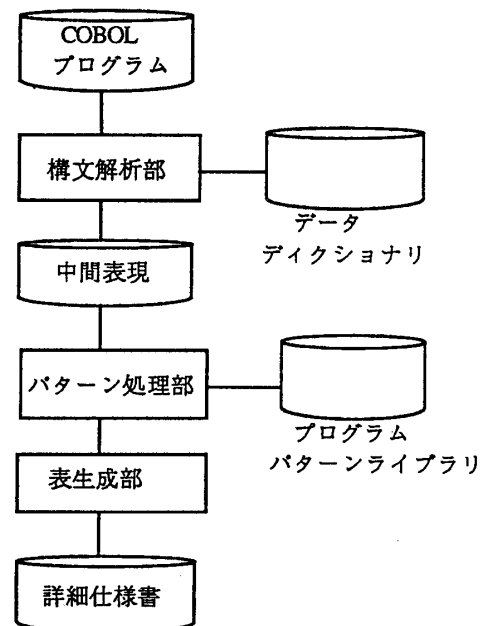 COBOL
プログラム
構文解析部
データ
ディクショナリ
中間表現
パターン処理部
プログラム
パターンライブラリ
表生成部
詳細仕様書